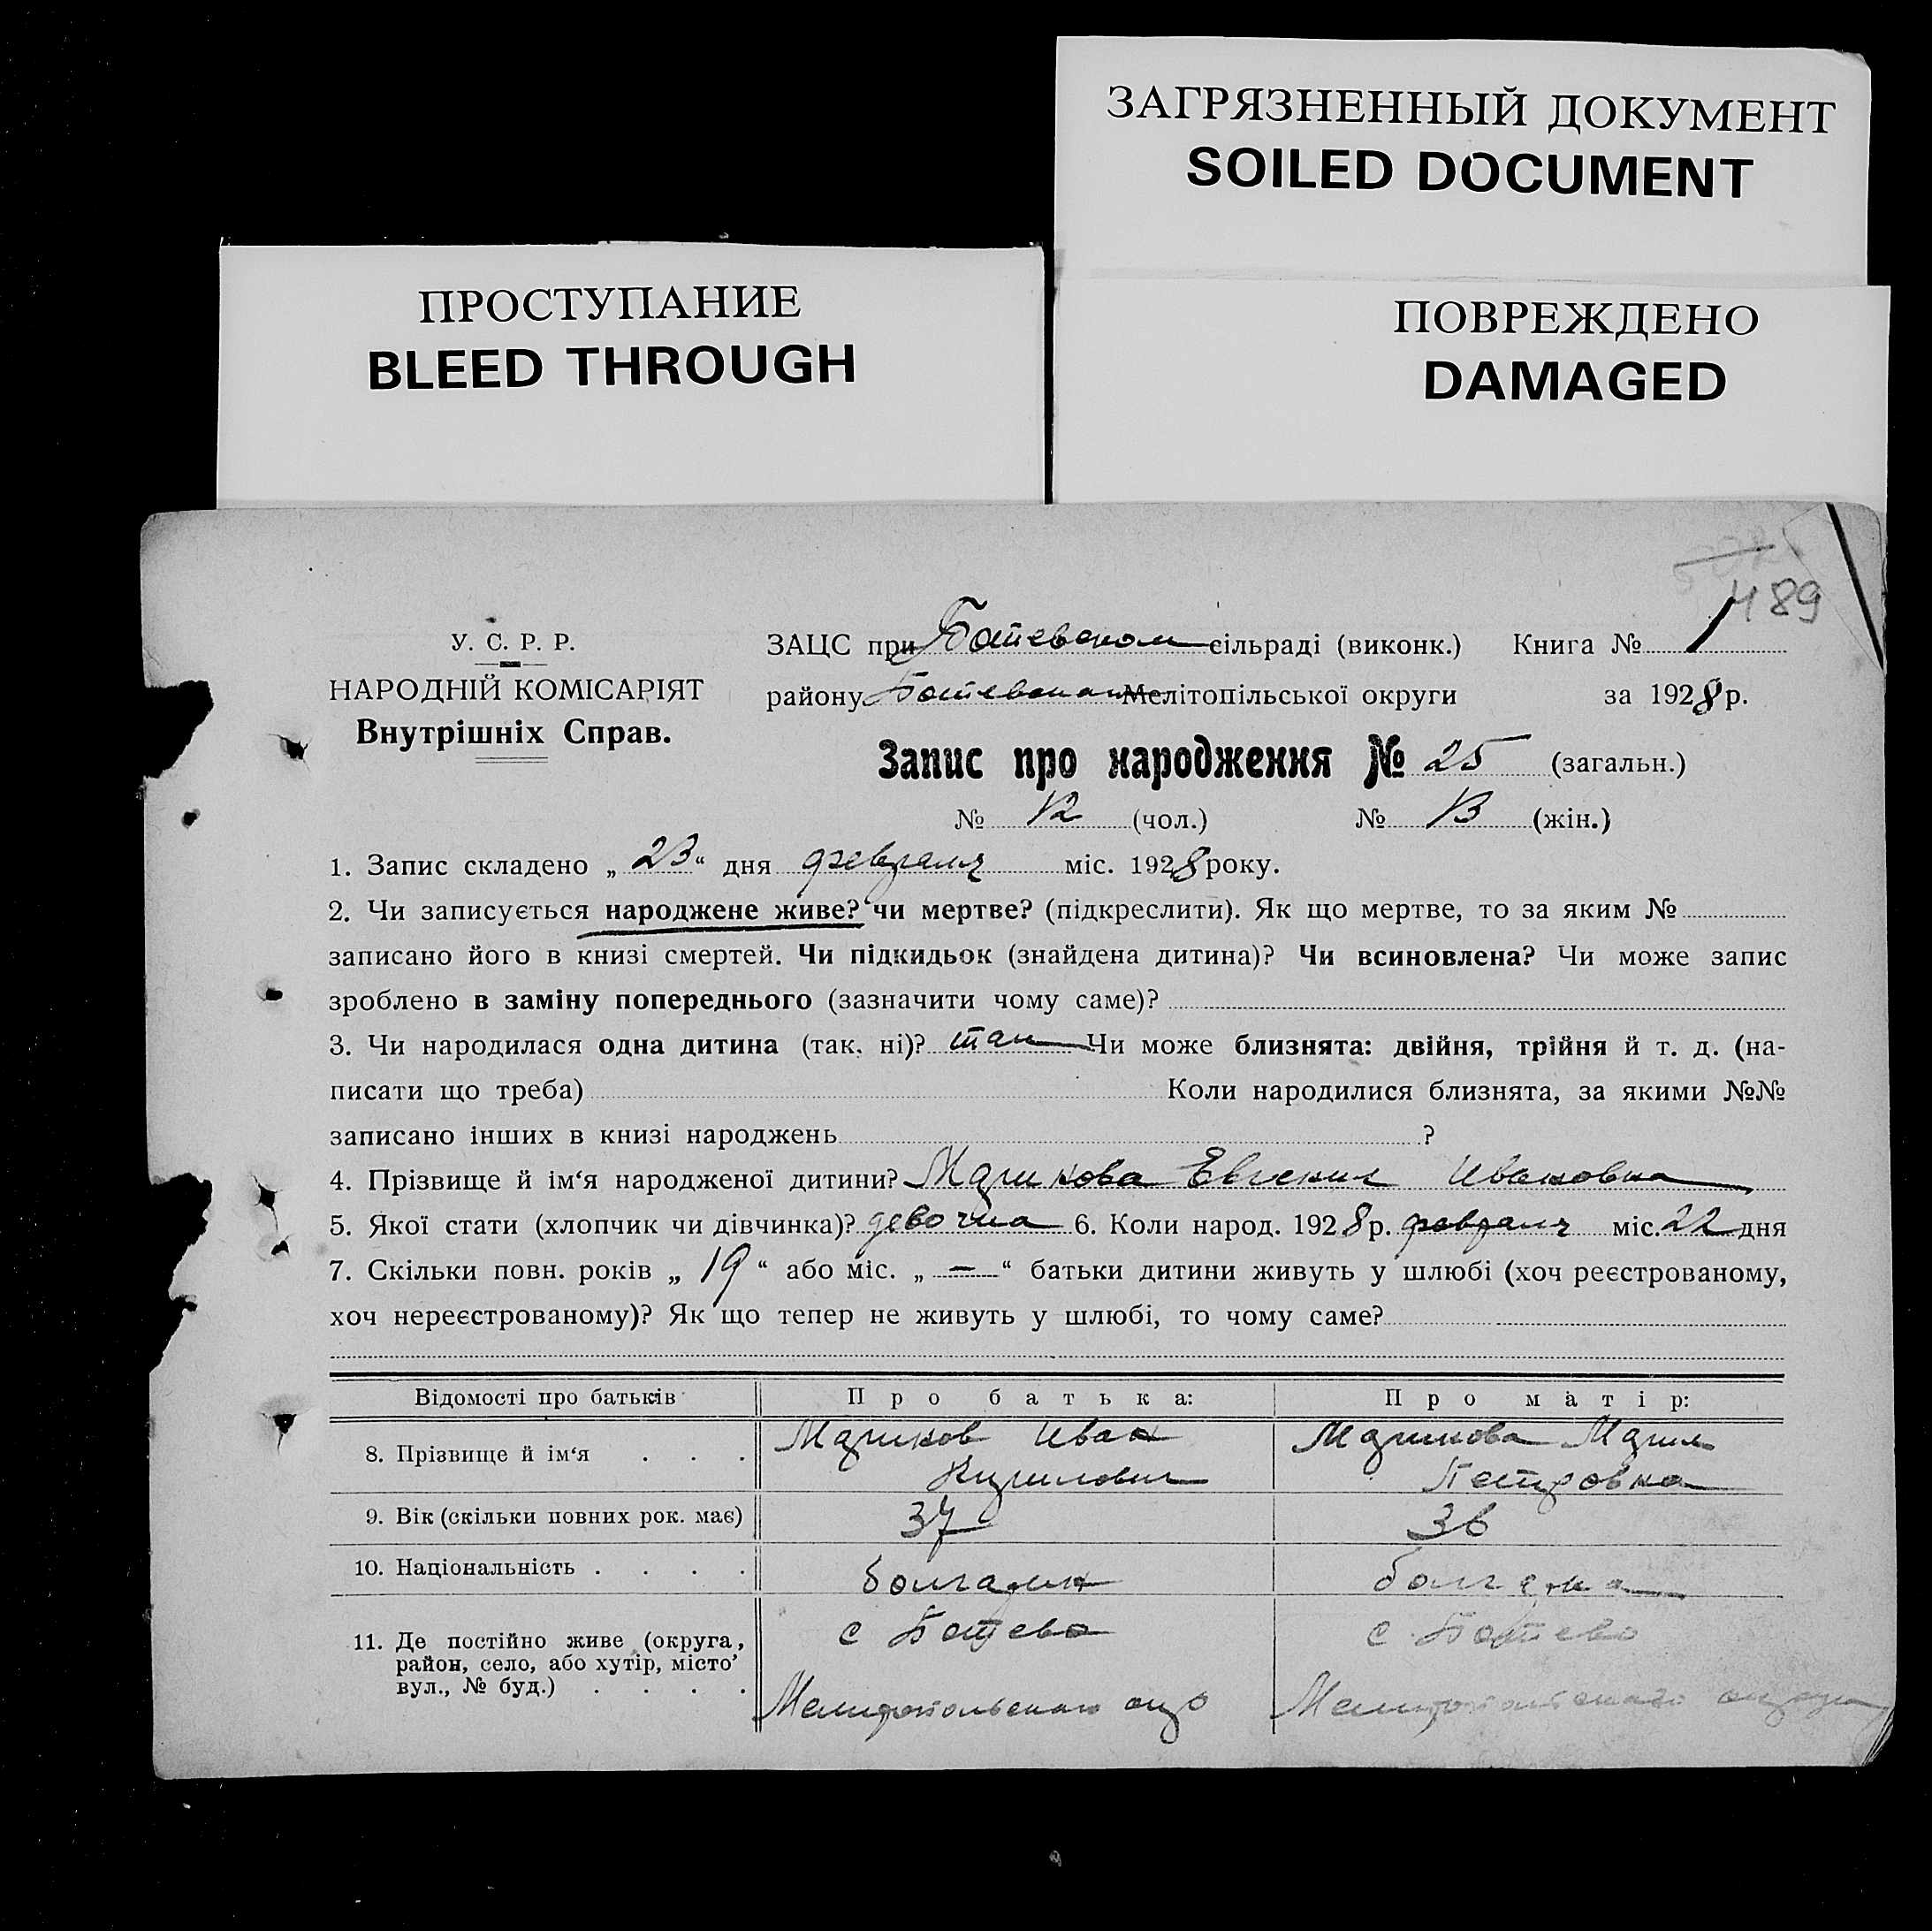 ЗАГРЯЗНЕННЫЙ ДОКУМЕНТ
SOILED DOCUMENT
ПРОСТУПАНИЕ
BLEED THROUGH
ПОВРЕЖДЕНО
DAMAGED
489
У. С. Р. Р.
НАРОДНІЙ КОМІСАРІЯТ
Внутрішніх Справ.
ЗАЦС при Ботевском сільраді (виконк.) Книга № 1
району Ботевском Мелітопільської округи за 1928 р.
Запис про народження № 25 (загальн.)
№ 12 (чол.) № 13 (жін.)
1. Запис складено „ 23 “ дня февраля міс. 1928 року.
2. Чи записується народжене живе? чи мертве? (підкреслити). Як що мертве, то за яким №
записано його в книзі смертей. Чи підкидьок (знайдена дитина)? Чи всиновлена? Чи може запис
зроблено в заміну попереднього (зазначити чому саме)?
3. Чи народилася одна дитина (так, ні)? так Чи може близнята: двійня, трійня й т. д. (на-
писати що треба) Коли народилися близнята, за якими №№
записано інших в книзі народжень ?
4. Прізвище й ім‘я народженої дитини? Маринова Евгения Ивановна
5. Якої стати (хлопчик чи дівчинка)? девочка 6. Коли народ. 1928 р. февраля міс. 22 дня
7. Скільки повн. років „ 19 “ або міс. „ — “ батьки дитини живуть у шлюбі (хоч реєстрованому,
хоч нереєстрованому)? Як що тепер не живуть у шлюбі, то чому саме?
Відомості про батьків Про батька: Про матір:
8. Прізвище й ім‘я . . . Маринов Иван Кирилович Маринова Мария Петровна
9. Вік (скільки повних рок. має) 37 36
10. Національність . . . . болгарин болгарка
11. Де постійно живе (округа, район, село, або хутір, місто, вул., № буд.) . . . . с Ботево Мелитопольскаго окр с Ботево Мелитопольскаго округа